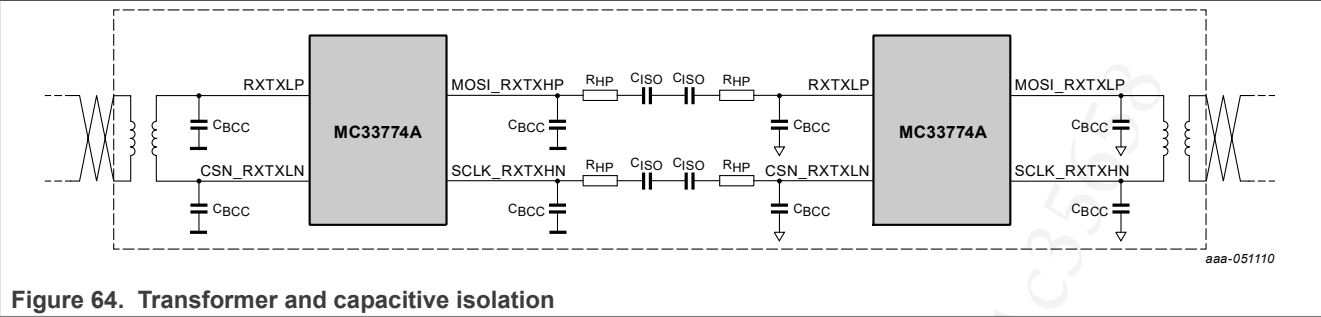 RXTXLP
MOSI_RXTXHP
RHP
CISO
CISO
RHP
RXTXLP
MOSI_RXTXLP
CBCC
CBCC
CBCC
CBCC
MC33774A
MC33774A
CSN_RXTXLN
SCLK_RXTXHN
RHP
CISO
CISO
RHP
CSN_RXTXLN
SCLK_RXTXHN
CBCC
CBCC
CBCC
CBCC
aaa-051110
Figure 64. Transformer and capacitive isolation